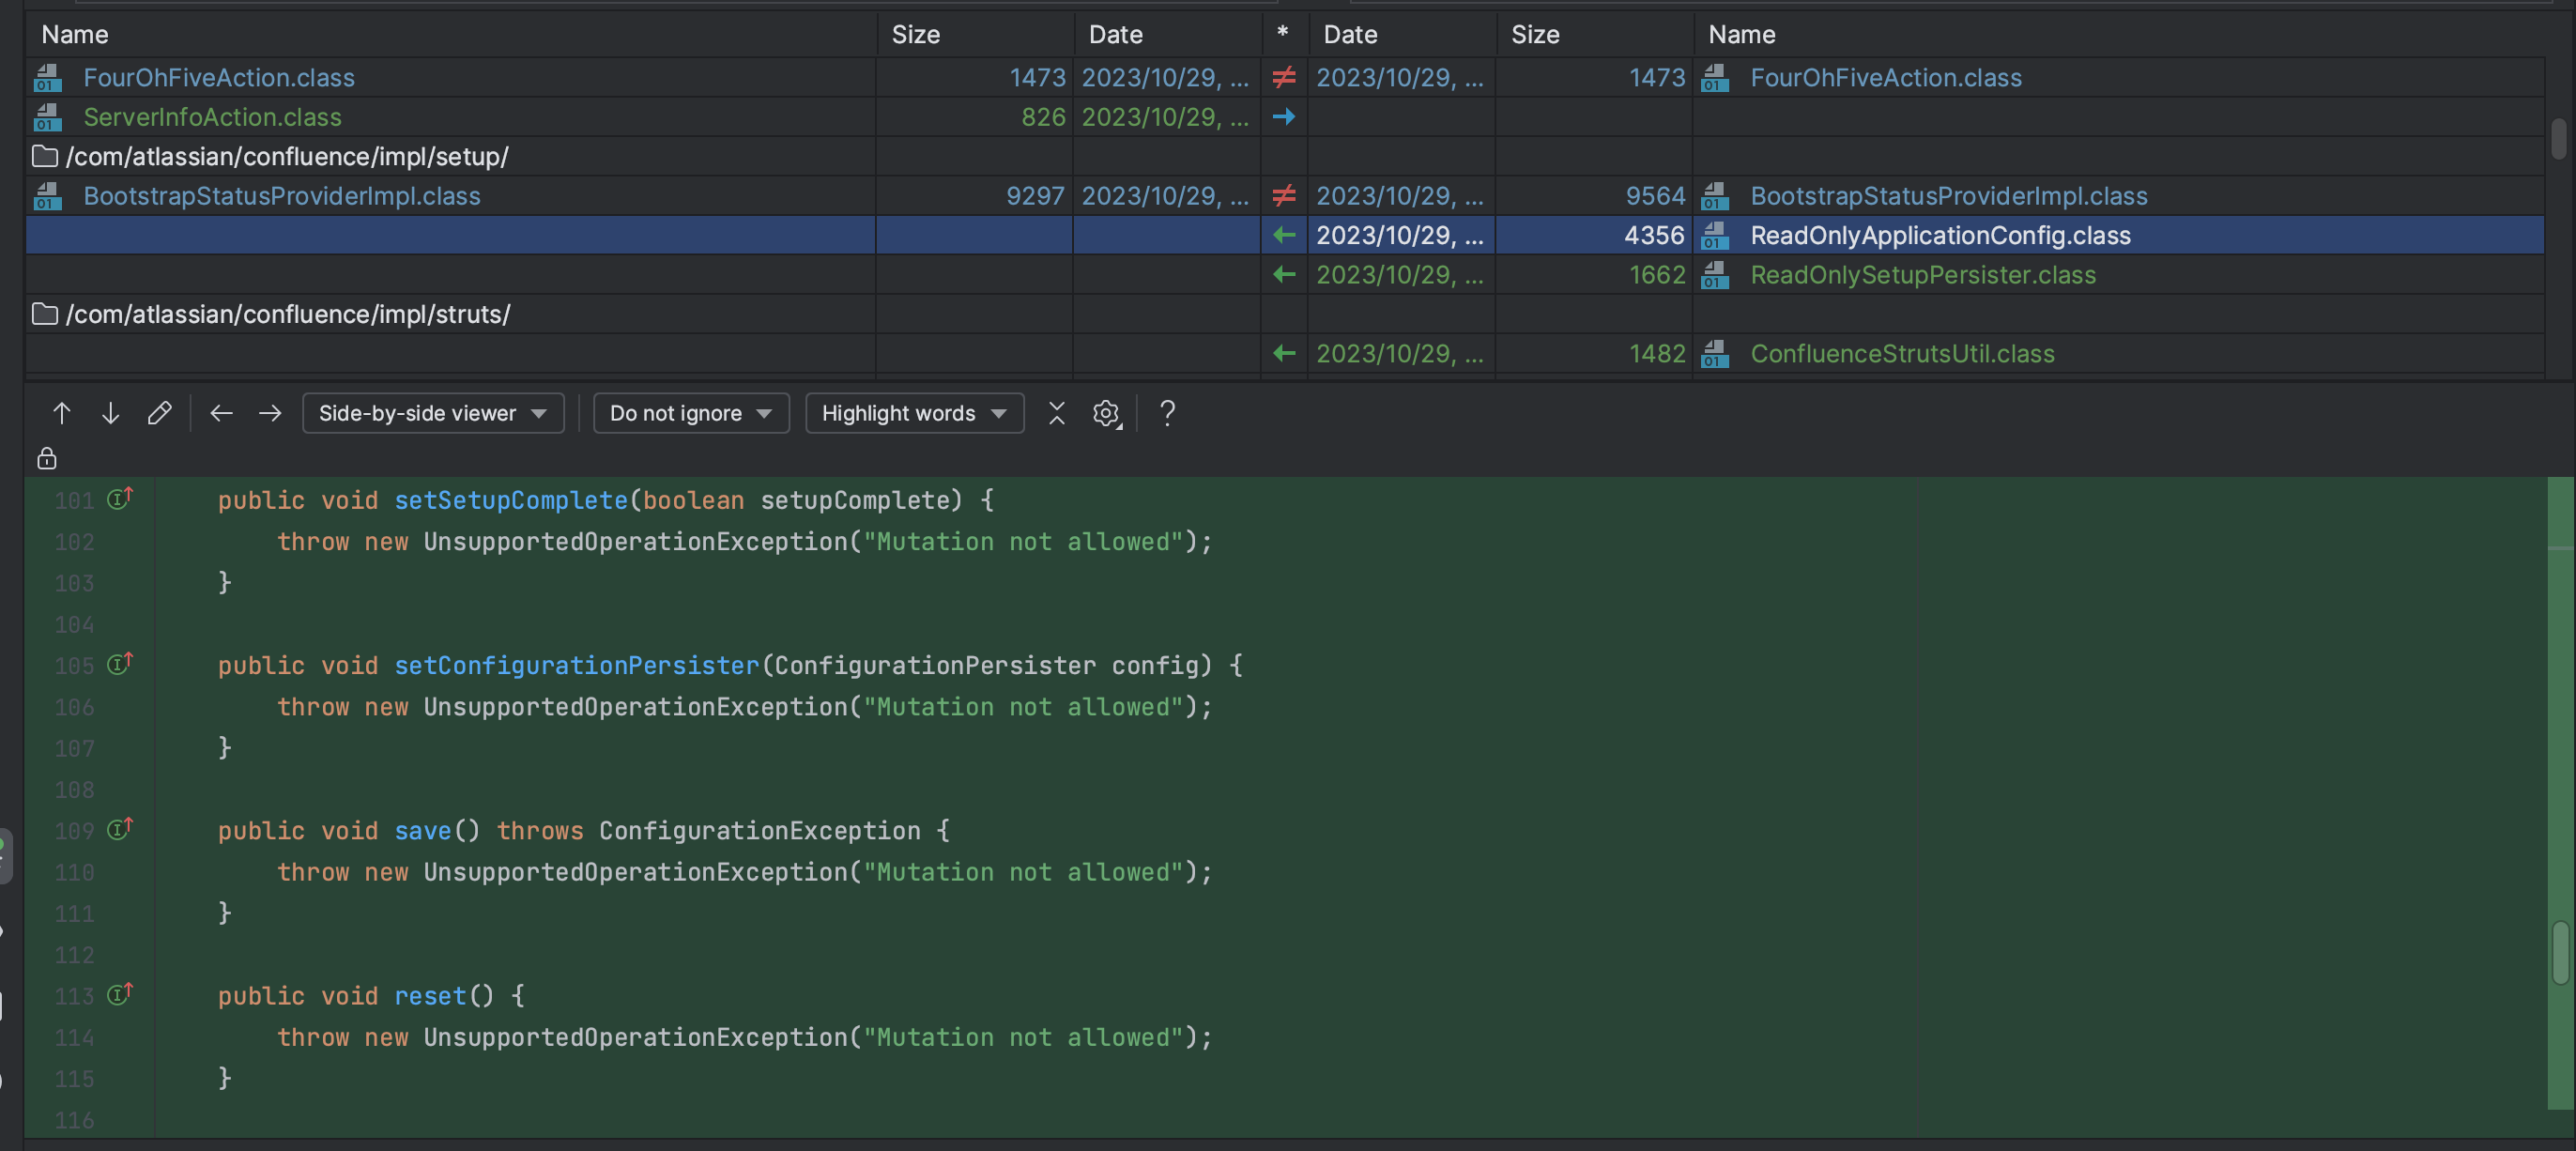 Name Size Date * Date Size Name
FourOhFiveAction.class 1473 2023/10/29, ... ≠ 2023/10/29, ... 1473 FourOhFiveAction.class
ServerInfoAction.class 826 2023/10/29, ... →
/com/atlassian/confluence/impl/setup/
BootstrapStatusProviderImpl.class 9297 2023/10/29, ... ≠ 2023/10/29, ... 9564 BootstrapStatusProviderImpl.class
← 2023/10/29, ... 4356 ReadOnlyApplicationConfig.class
← 2023/10/29, ... 1662 ReadOnlySetupPersister.class
/com/atlassian/confluence/impl/struts/
← 2023/10/29, ... 1482 ConfluenceStrutsUtil.class
Side-by-side viewer Do not ignore Highlight words ?
101 public void setSetupComplete(boolean setupComplete) {
102 throw new UnsupportedOperationException("Mutation not allowed");
103 }
104
105 public void setConfigurationPersister(ConfigurationPersister config) {
106 throw new UnsupportedOperationException("Mutation not allowed");
107 }
108
109 public void save() throws ConfigurationException {
110 throw new UnsupportedOperationException("Mutation not allowed");
111 }
112
113 public void reset() {
114 throw new UnsupportedOperationException("Mutation not allowed");
115 }
116